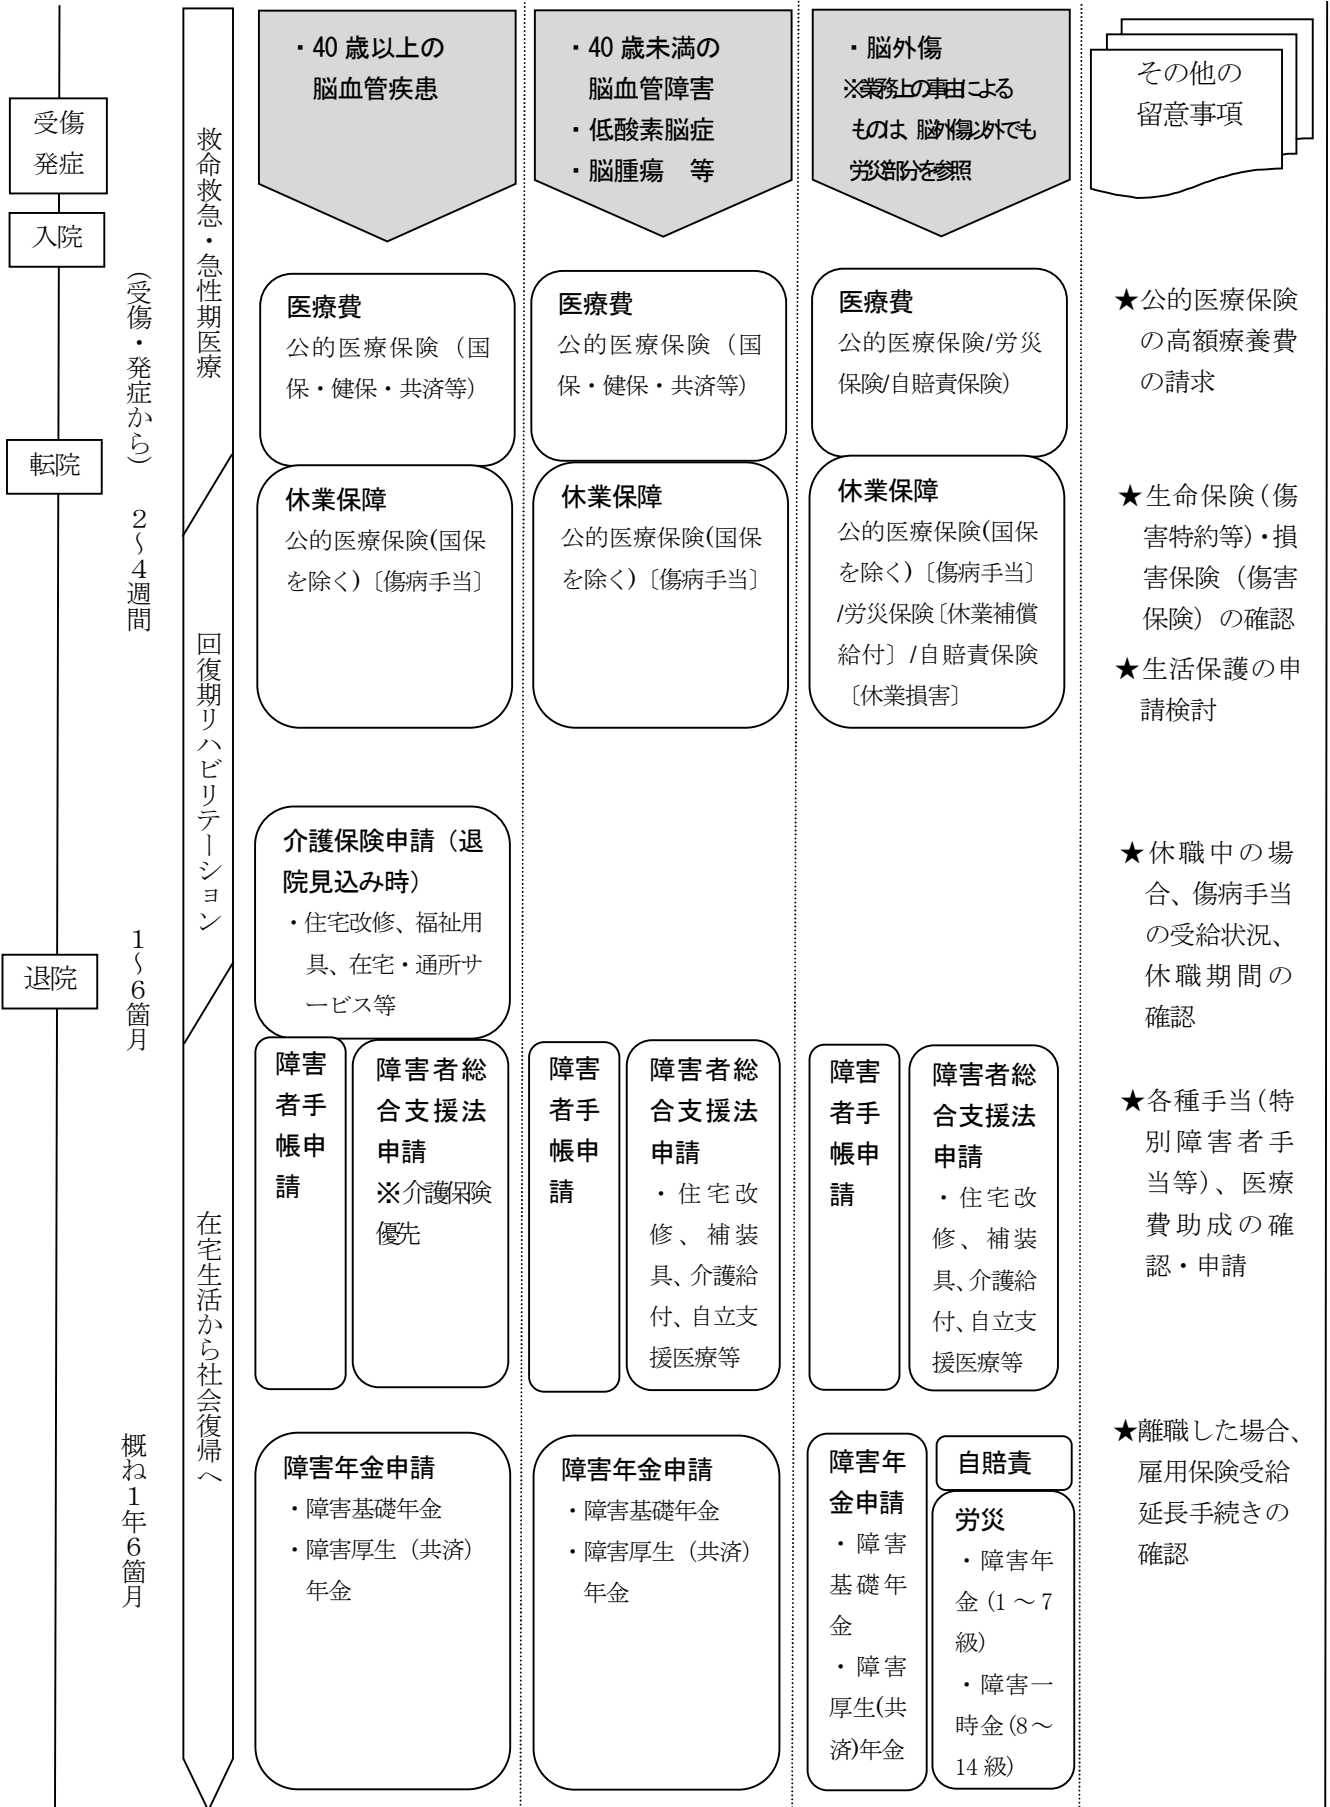 受傷
発症
入院
転院
退院
(受傷・発症から)
2～4週間
1～6箇月
概ね1年6箇月
救命救急・急性期医療
回復期リハビリテーション
在宅生活から社会復帰へ
・40 歳以上の
脳血管疾患
医療費
公的医療保険（国
保・健保・共済等）
休業保障
公的医療保険(国保
を除く)〔傷病手当〕
介護保険申請（退
院見込み時）
・住宅改修、福祉用
具、在宅・通所サ
ービス等
障害
者手
帳申
請
障害者総
合支援法
申請
※介護保険
優先
障害年金申請
・障害基礎年金
・障害厚生（共済）
年金
・40 歳未満の
脳血管障害
・低酸素脳症
・脳腫瘍　等
医療費
公的医療保険（国
保・健保・共済等）
休業保障
公的医療保険(国保
を除く)〔傷病手当〕
障害
者手
帳申
請
障害者総
合支援法
申請
・住宅改
修、補装
具、介護給
付、自立支
援医療等
障害年金申請
・障害基礎年金
・障害厚生（共済）
年金
・脳外傷
※業務上の事由による
ものは、脳外傷以外でも
労災部分を参照
医療費
公的医療保険/労災
保険/自賠責保険）
休業保障
公的医療保険(国保
を除く)〔傷病手当〕
/労災保険〔休業補償
給付〕/自賠責保険
〔休業損害〕
障害
者手
帳申
請
障害者総
合支援法
申請
・住宅改
修、補装
具、介護給
付、自立支
援医療等
障害年
金申請
・障害
基礎年
金
・障害
厚生(共
済)年金
自賠責
労災
・障害年
金（1～7
級）
・障害一
時金（8～
14 級）
その他の
留意事項
★公的医療保険
の高額療養費
の請求
★生命保険（傷
害特約等）・損
害保険（傷害
保険）の確認
★生活保護の申
請検討
★休職中の場
合、傷病手当
の受給状況、
休職期間の
確認
★各種手当（特
別障害者手
当等）、医療
費助成の確
認・申請
★離職した場合、
雇用保険受給
延長手続きの
確認